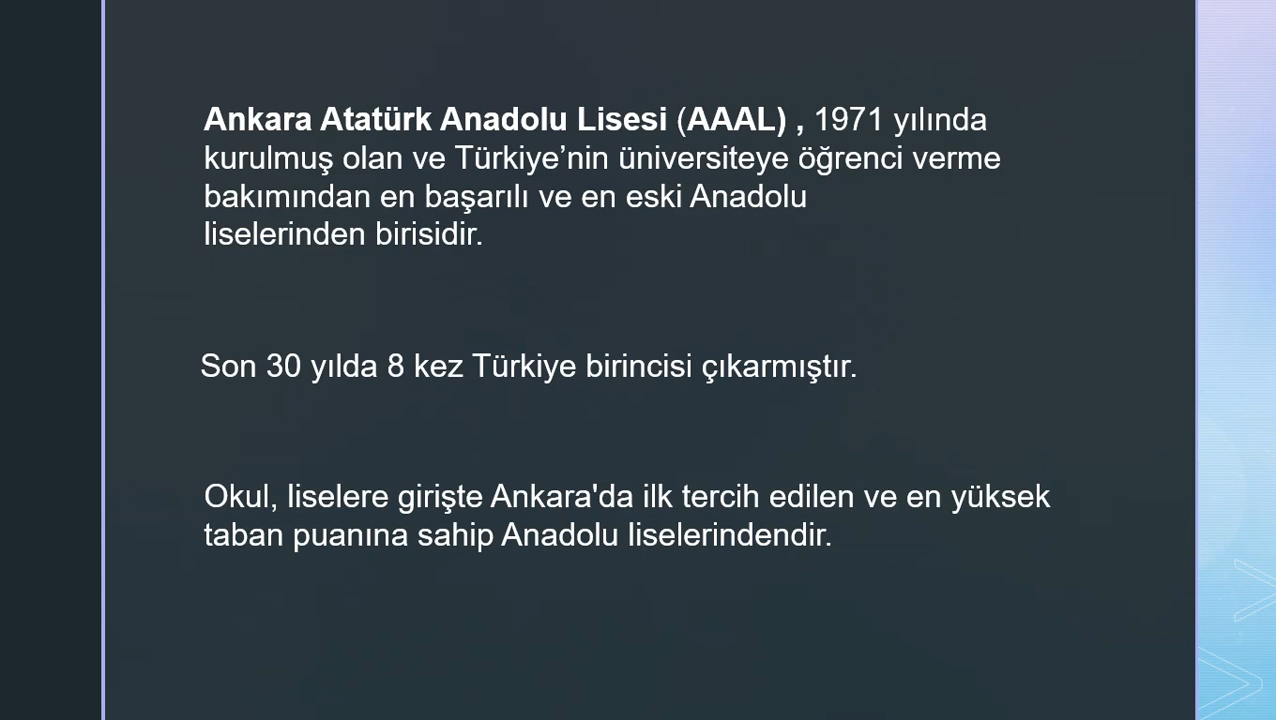 Ankara Atatürk Anadolu Lisesi (AAAL) , 1971 yılında
kurulmuş olan ve Türkiye’nin üniversiteye öğrenci verme
bakımından en başarılı ve en eski Anadolu
liselerinden birisidir.
Son 30 yılda 8 kez Türkiye birincisi çıkarmıştır.
Okul, liselere girişte Ankara'da ilk tercih edilen ve en yüksek
taban puanına sahip Anadolu liselerindendir.